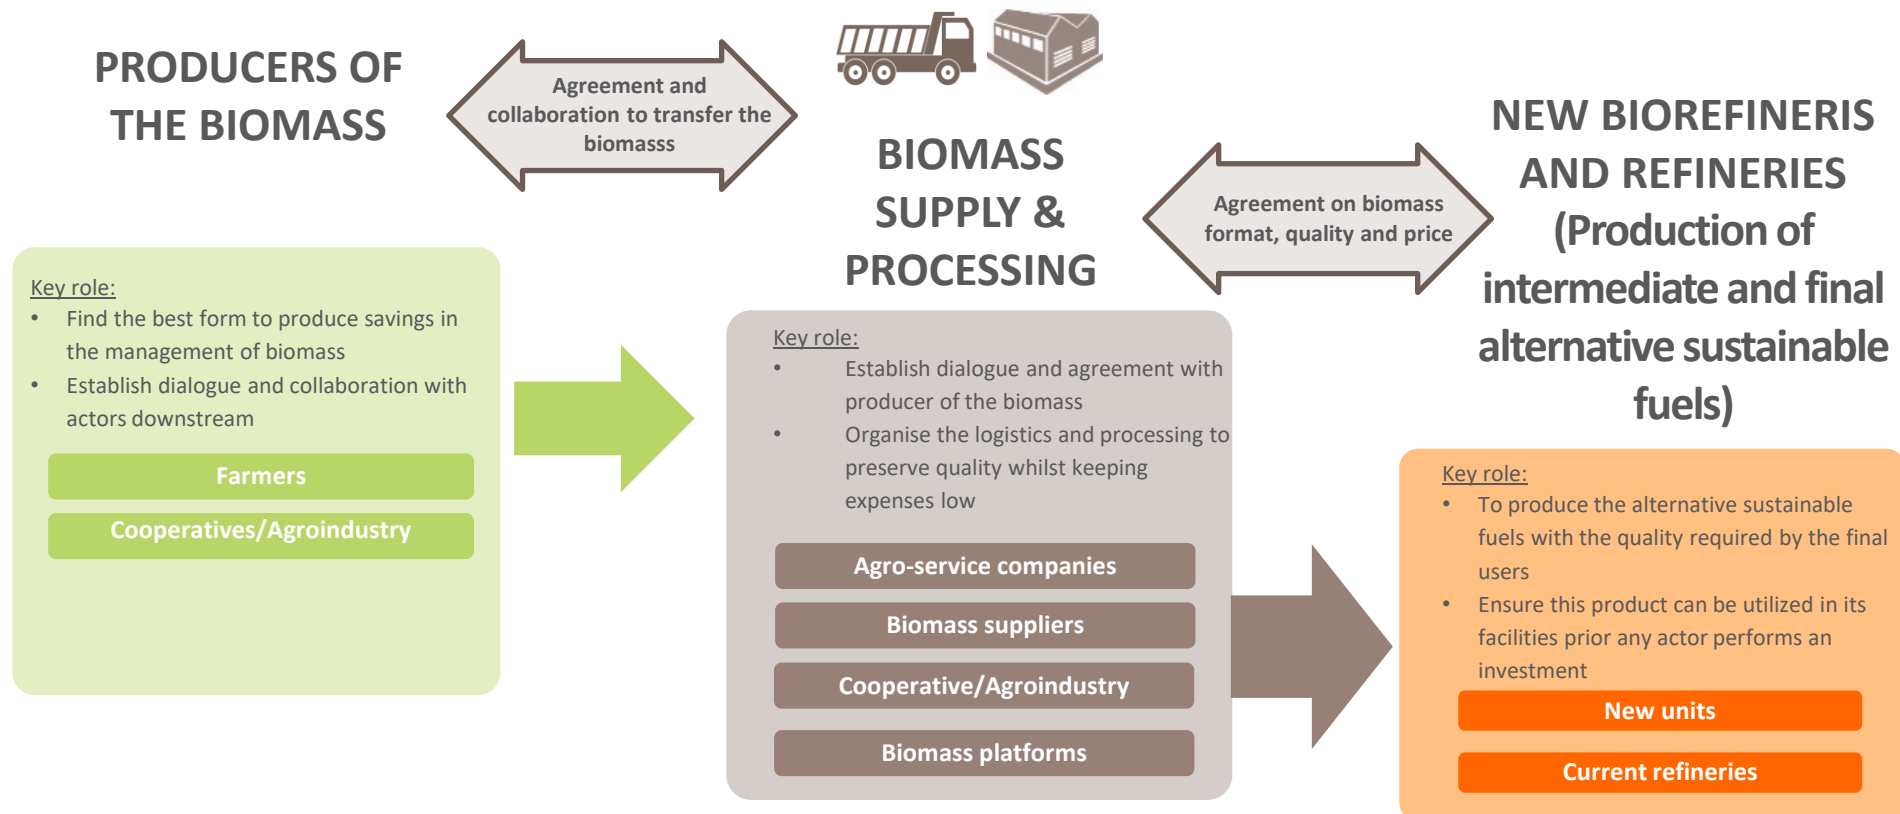 PRODUCERS OF
THE BIOMASS
Agreement and
collaboration to transfer the
biomasss
BIOMASS
SUPPLY &
PROCESSING
Agreement on biomass
format, quality and price
NEW BIOREFINERIS
AND REFINERIES
(Production of
intermediate and final
alternative sustainable
fuels)
Key role:
• Find the best form to produce savings in
the management of biomass
• Establish dialogue and collaboration with
actors downstream
Farmers
Cooperatives/Agroindustry
Key role:
• Establish dialogue and agreement with
producer of the biomass
• Organise the logistics and processing to
preserve quality whilst keeping
expenses low
Agro-service companies
Biomass suppliers
Cooperative/Agroindustry
Biomass platforms
Key role:
• To produce the alternative sustainable
fuels with the quality required by the final
users
• Ensure this product can be utilized in its
facilities prior any actor performs an
investment
New units
Current refineries